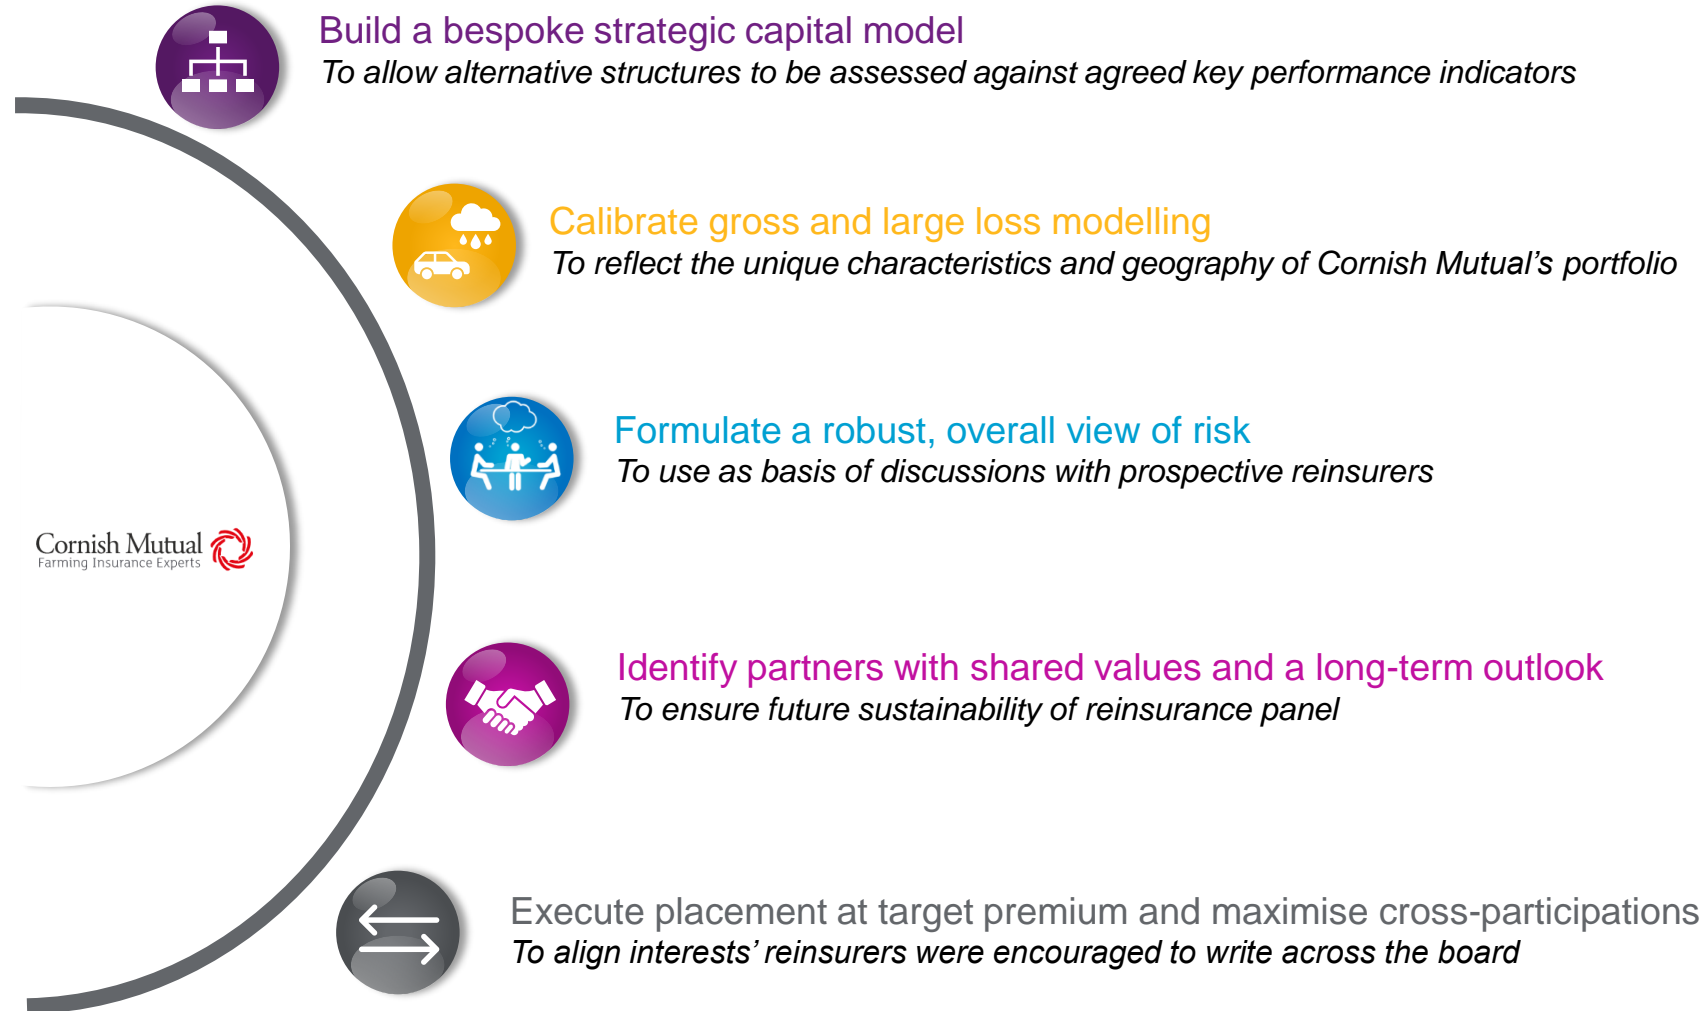 Build a bespoke strategic capital model
To allow alternative structures to be assessed against agreed key performance indicators
Calibrate gross and large loss modelling
To reflect the unique characteristics and geography of Cornish Mutual’s portfolio
Formulate a robust, overall view of risk
To use as basis of discussions with prospective reinsurers
Cornish Mutual
Farming Insurance Experts
Identify partners with shared values and a long-term outlook
To ensure future sustainability of reinsurance panel
Execute placement at target premium and maximise cross-participations
To align interests’ reinsurers were encouraged to write across the board